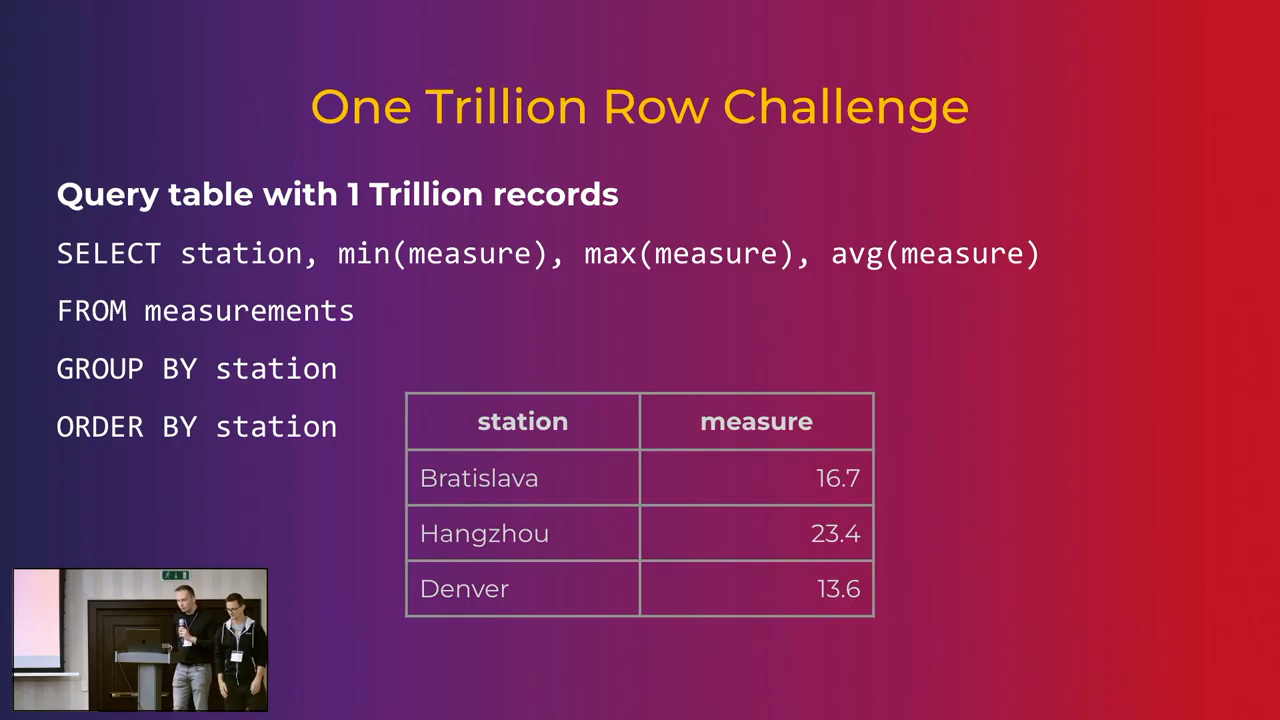 One Trillion Row Challenge
Query table with 1 Trillion records
SELECT station, min(measure), max(measure), avg(measure)
FROM measurements
GROUP BY station
ORDER BY station
station measure
Bratislava 16.7
Hangzhou 23.4
Denver 13.6